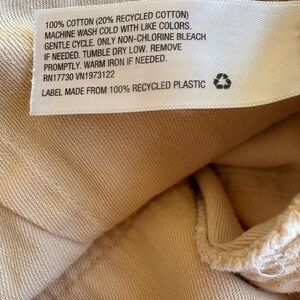 100% COTTON (20% RECYCLED COTTON)
MACHINE WASH COLD WITH LIKE COLORS.
GENTLE CYCLE. ONLY NON-CHLORINE BLEACH
IF NEEDED. TUMBLE DRY LOW. REMOVE
PROMPTLY. WARM IRON IF NEEDED.
RN17730 VN1973122
LABEL MADE FROM 100% RECYCLED PLASTIC